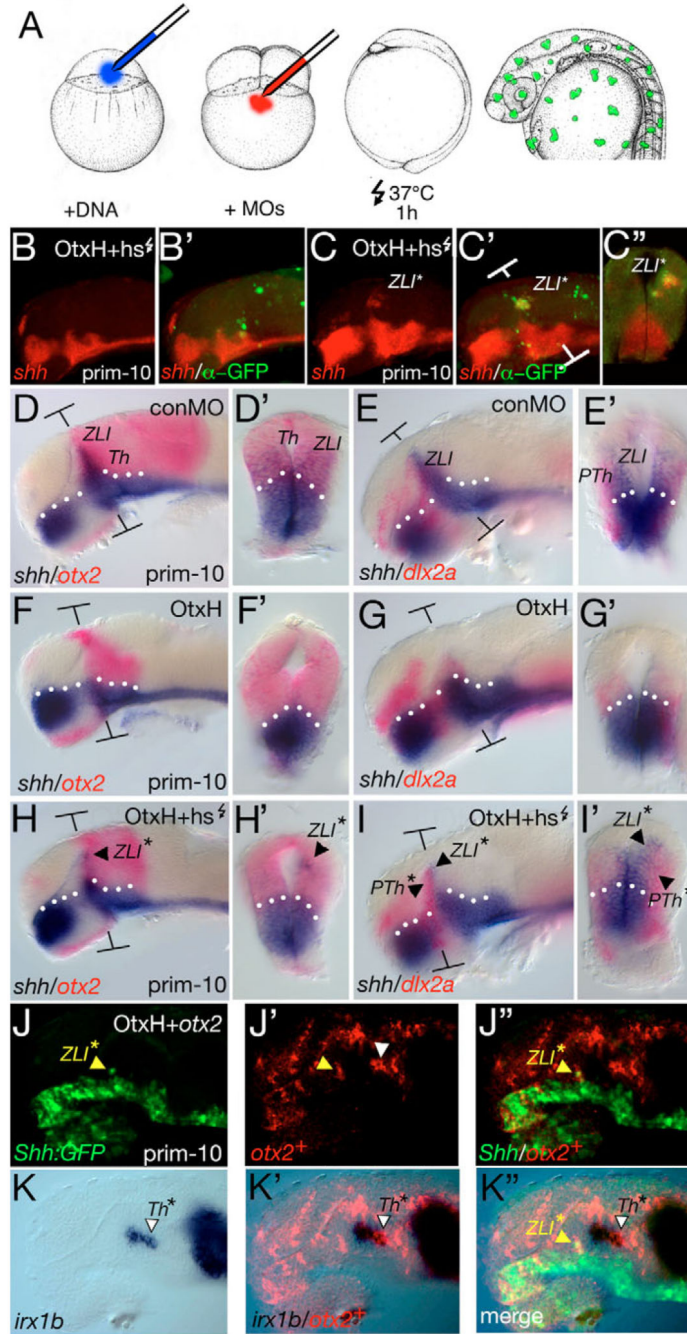 A
+DNA
+ MOs
37°C
1h
B OtxH+hs
shh prim-10
B'
shh/α-GFP
C OtxH+hs
ZLI*
shh prim-10
C'
ZLI*
shh/α-GFP
C"
ZLI*
D conMO
ZLI
Th
shh/otx2 prim-10
D'
Th ZLI
E conMO
ZLI
shh/dlx2a
E'
ZLI
PTh
F OtxH
shh/otx2 prim-10
F'
G OtxH
shh/dlx2a
G'
H OtxH+hs
ZLI*
shh/otx2 prim-10
H'
ZLI*
I OtxH+hs
ZLI*
PTh*
shh/dlx2a
I'
ZLI*
PTh*
J OtxH+otx2
ZLI*
Shh:GFP prim-10
J'
otx2+
J"
ZLI*
Shh/otx2+
K
Th*
irx1b
K'
Th*
irx1b/otx2+
K"
Th*
ZLI*
merge